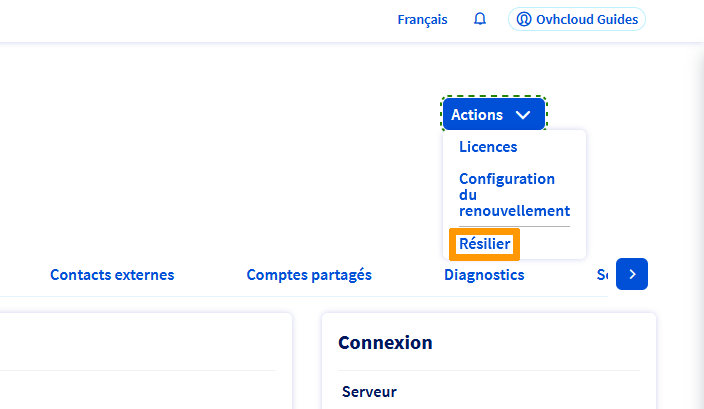 Français
Ovhcloud Guides
Actions
Licences
Configuration
du
renouvellement
Résilier
Contacts externes
Comptes partagés
Diagnostics
Connexion
Serveur